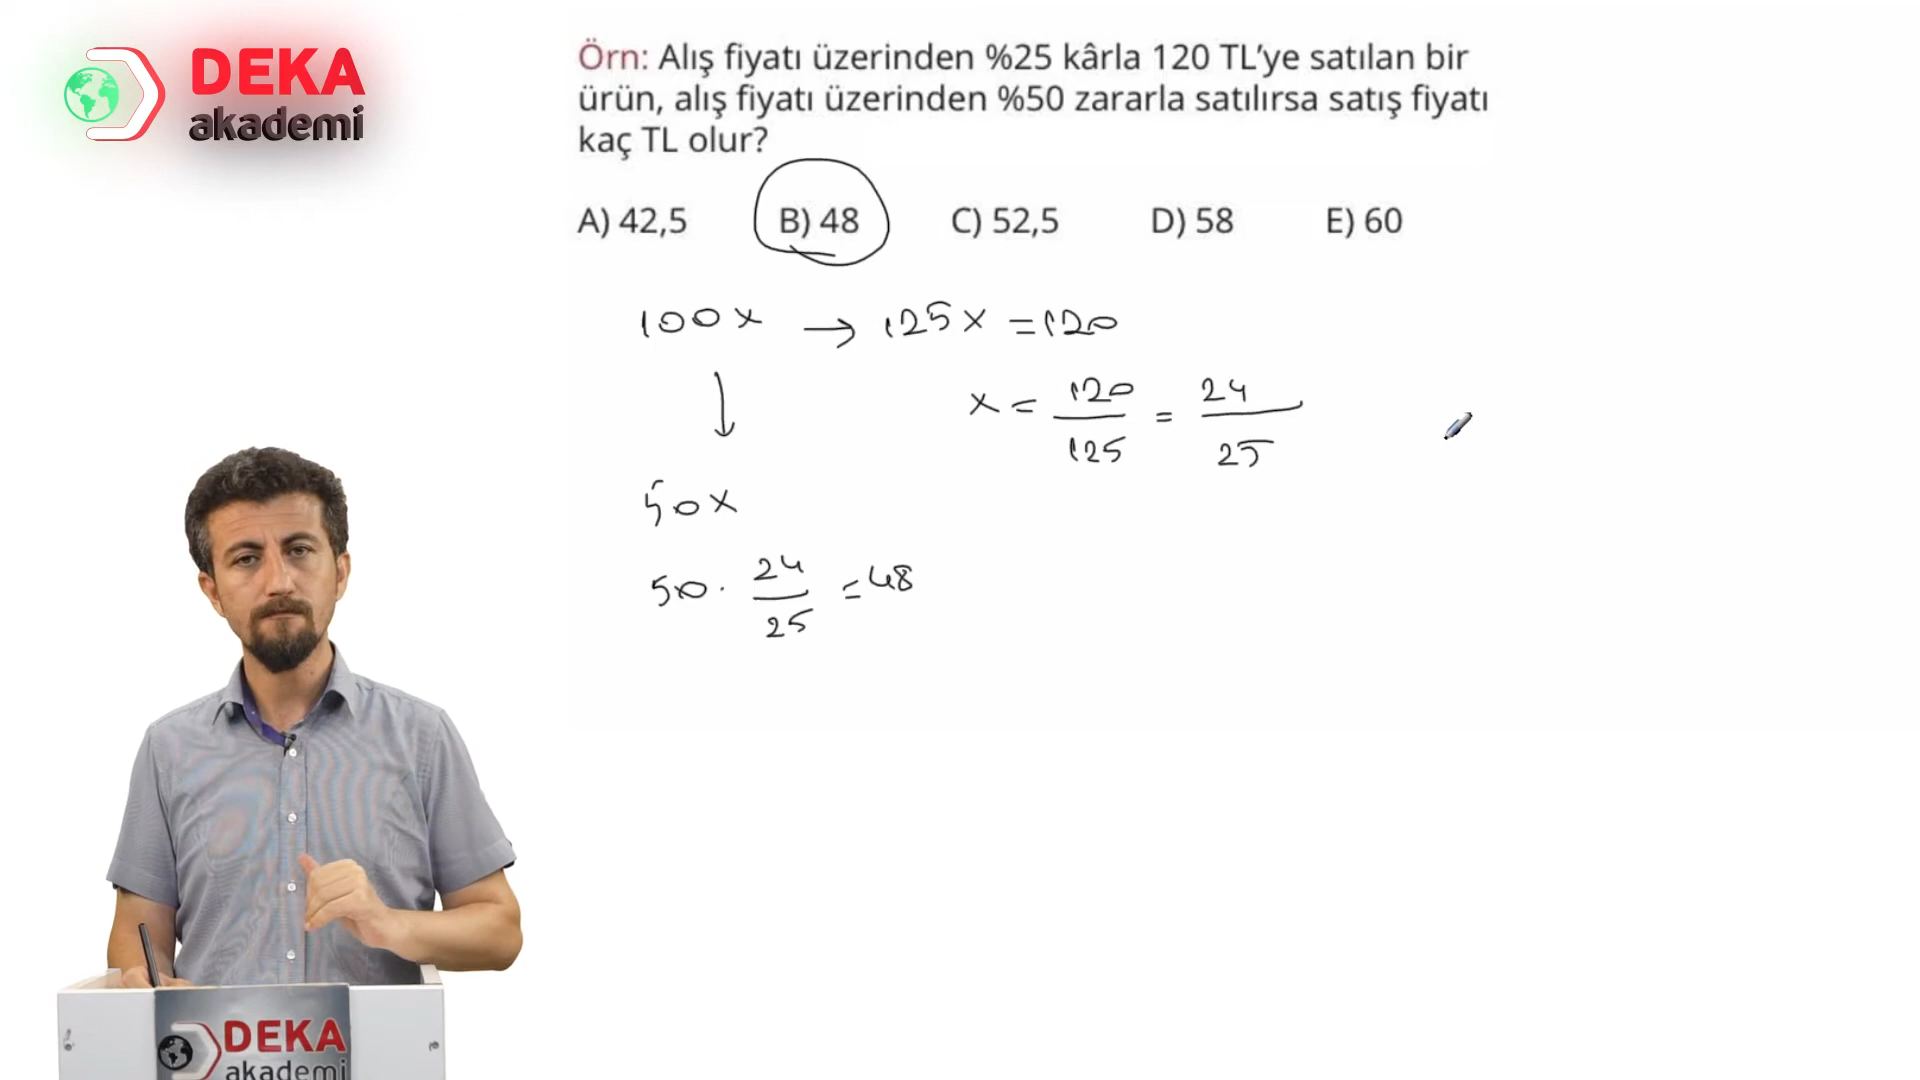 DEKA
akademi
Örn: Alış fiyatı üzerinden %25 kârla 120 TL’ye satılan bir
ürün, alış fiyatı üzerinden %50 zararla satılırsa satış fiyatı
kaç TL olur?
A) 42,5 B) 48 C) 52,5 D) 58 E) 60
100x → 125x = 120
x = 120/125 = 24/25
↓
50x
50 · 24/25 = 48
DEKA
akademi